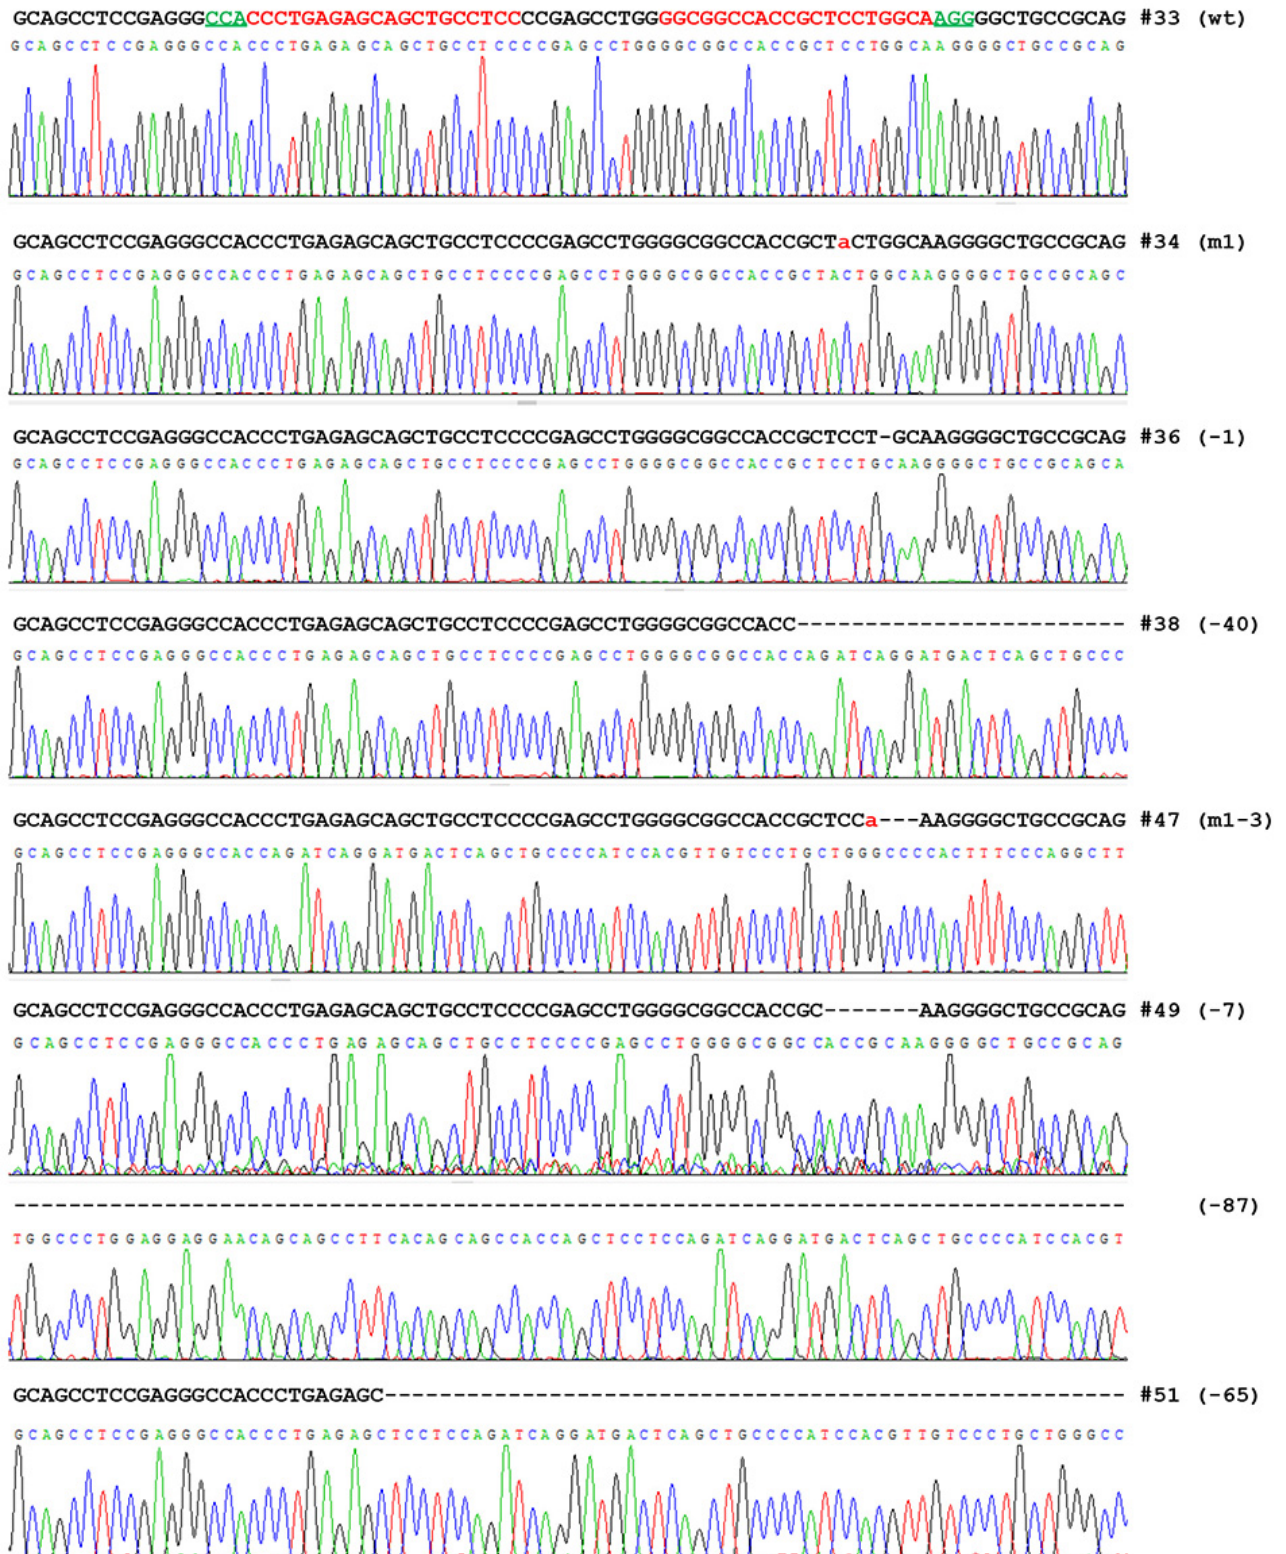 GCAGCCTCCGAGGGCCACCCTGAGAGCAGCTGCCTCCCCGAGCCTGGGGCGGCCACCGCTCCTGGCAAGGGGCTGCCGCAG #33 (wt)
GCAGCCTCCGAGGGCCACCCTGAGAGCAGCTGCCTCCCCGAGCCTGGGGCGGCCACCGCTCCTGGCAAGGGGCTGCCGCAG
GCAGCCTCCGAGGGCCACCCTGAGAGCAGCTGCCTCCCCGAGCCTGGGGCGGCCACCGCTaCTGGCAAGGGGCTGCCGCAG #34 (m1)
GCAGCCTCCGAGGGCCACCCTGAGAGCAGCTGCCTCCCCGAGCCTGGGGCGGCCACCGCTACTGGCAAGGGGCTGCCGCAGC
GCAGCCTCCGAGGGCCACCCTGAGAGCAGCTGCCTCCCCGAGCCTGGGGCGGCCACCGCTCCT-GCAAGGGGCTGCCGCAG #36 (-1)
GCAGCCTCCGAGGGCCACCCTGAGAGCAGCTGCCTCCCCGAGCCTGGGGCGGCCACCGCTCCTGCAAGGGGCTGCCGCAGCA
GCAGCCTCCGAGGGCCACCCTGAGAGCAGCTGCCTCCCCGAGCCTGGGGCGGCCACC------------------------ #38 (-40)
GCAGCCTCCGAGGGCCACCCTGAGAGCAGCTGCCTCCCCGAGCCTGGGGCGGCCACCAGATCAGGATGACTCAGCTGCCC
GCAGCCTCCGAGGGCCACCCTGAGAGCAGCTGCCTCCCCGAGCCTGGGGCGGCCACCGCTCCa---AAGGGGCTGCCGCAG #47 (m1-3)
GCAGCCTCCGAGGGCCACCAGATCAGGATGACTCAGCTGCCCCATCCACGTTGTCCCTGCTGGGCCCCACTTTCCCAGGCTT
GCAGCCTCCGAGGGCCACCCTGAGAGCAGCTGCCTCCCCGAGCCTGGGGCGGCCACCGC-------AAGGGGCTGCCGCAG #49 (-7)
GCAGCCTCCGAGGGCCACCCTGAGAGCAGCTGCCTCCCCGAGCCTGGGGCGGCCACCGCAAGGGGCTGCCGCAG
--------------------------------------------------------------------------------- (-87)
TGGCCCTGGAGGAGGAACAGCAGCCTTCACAGCAGCCACCAGCTCCTCCAGATCAGGATGACTCAGCTGCCCCATCCACGT
GCAGCCTCCGAGGGCCACCCTGAGAGC------------------------------------------------------ #51 (-65)
GCAGCCTCCGAGGGCCACCCTGAGAGCTCCTCCAGATCAGGATGACTCAGCTGCCCCATCCACGTTGTCCCTGCTGGGCC